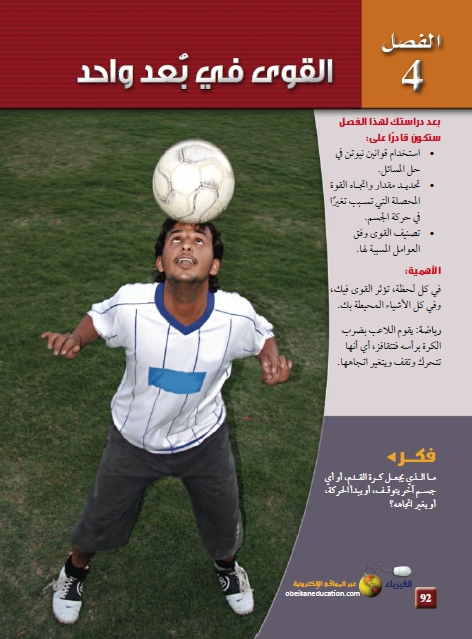 الفصل
4
القوى في بُعد واحد
بعد دراستك لهذا الفصل
ستكون قادرًا على:
• استخدام قوانين نيوتن في
حل المسائل.
• تحديد مقدار واتجاه القوة
المحصلة التي تسبب تغيرًا
في حركة الجسم.
• تصنيف القوى وفق
العوامل المسببة لها.
الأهمية:
في كل لحظة، تؤثر القوى فيك،
وفي كل الأشياء المحيطة بك.
رياضة: يقوم اللاعب بضرب
الكرة برأسه فتتقافز، أي أنها
تتحرك وتقف ويتغير اتجاهها.
فكر
ما الذي يجعل كرة القدم، أو أي
جسم آخر يتوقف، أو يبدأ الحركة،
أو يغير اتجاهه؟
الفيزياء عبر المواقع الإلكترونية
obeikaneducation.com
92